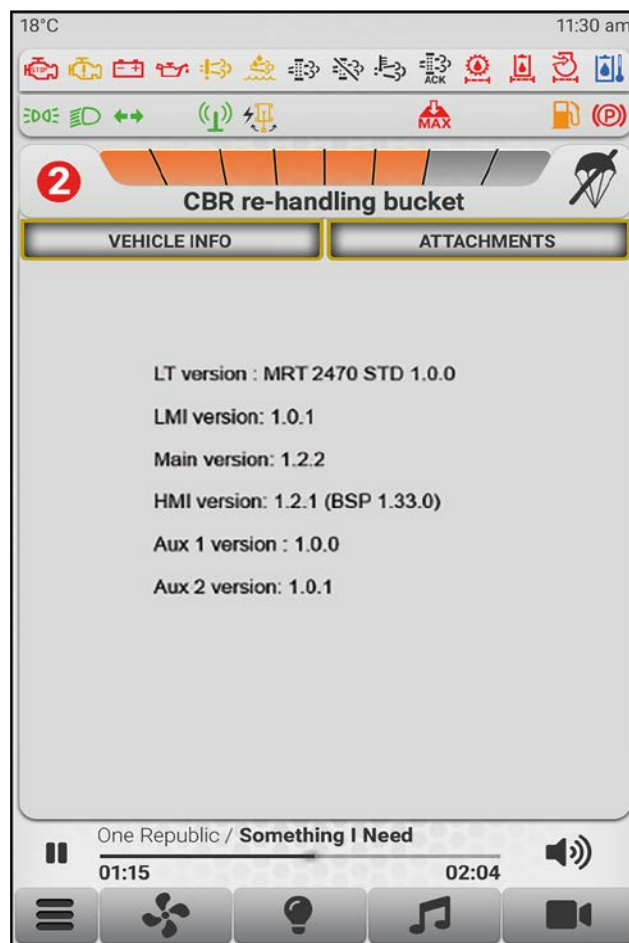 18°C 11:30 am
STOP
ACK
MAX
(P)
2
CBR re-handling bucket
VEHICLE INFO ATTACHMENTS
LT version : MRT 2470 STD 1.0.0
LMI version: 1.0.1
Main version: 1.2.2
HMI version: 1.2.1 (BSP 1.33.0)
Aux 1 version : 1.0.0
Aux 2 version: 1.0.1
One Republic / Something I Need
01:15 02:04